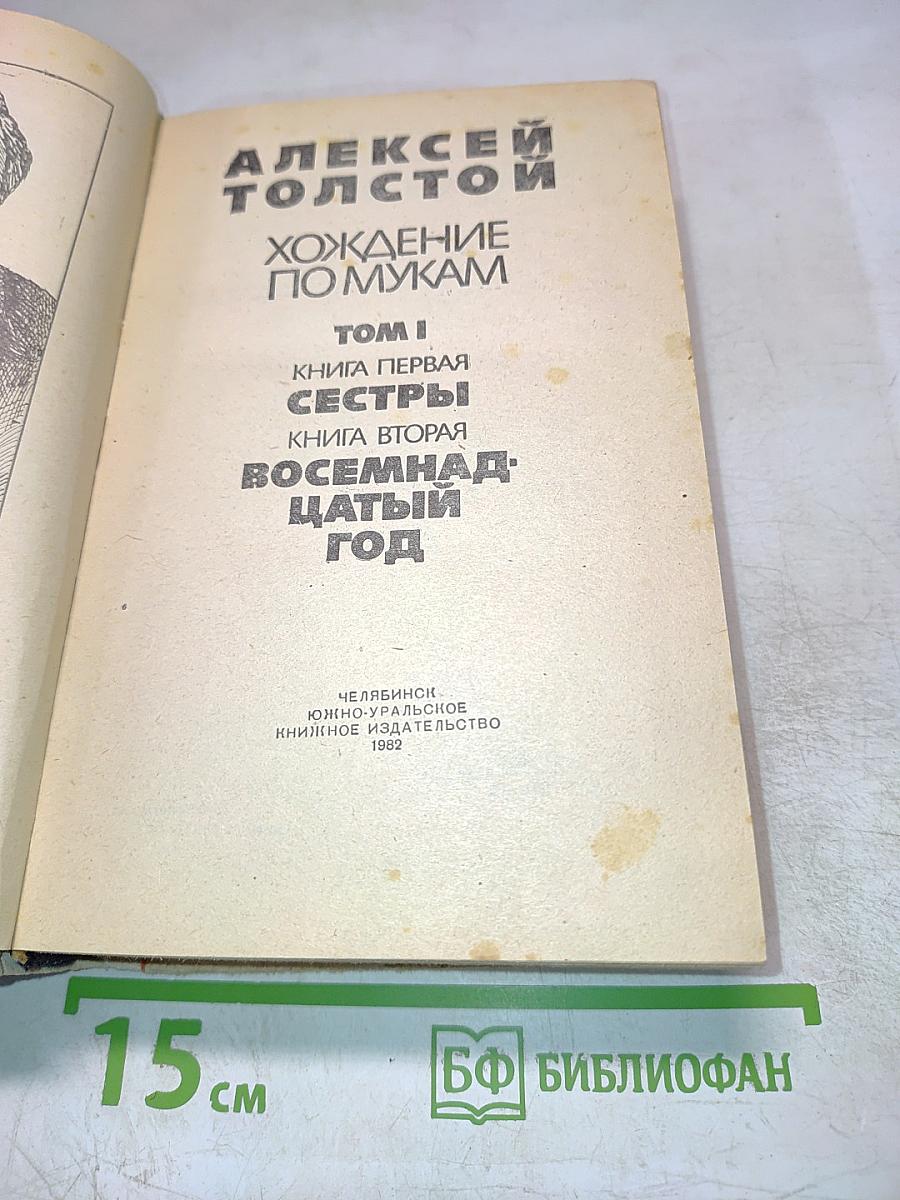 АЛЕКСЕЙ
ТОЛСТОЙ
ХОЖДЕНИЕ
ПО МУКАМ
ТОМ I
КНИГА ПЕРВАЯ
СЕСТРЫ
КНИГА ВТОРАЯ
ВОСЕМНАД-
ЦАТЫЙ
ГОД
ЧЕЛЯБИНСК
ЮЖНО-УРАЛЬСКОЕ
КНИЖНОЕ ИЗДАТЕЛЬСТВО
1982
15 см
БФ БИБЛИОФАН